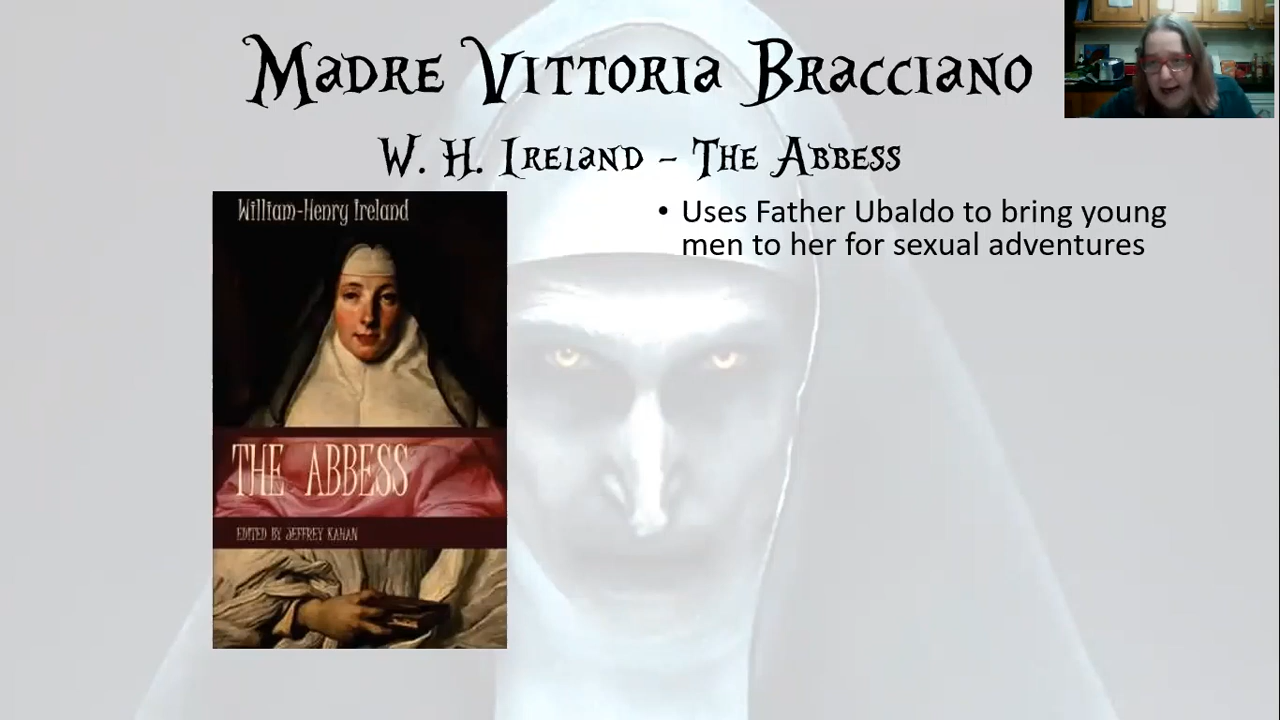 Madre Vittoria Bracciano
W. H. Ireland – The Abbess
William-Henry Ireland
THE ABBESS
EDITED BY JEFFREY KAHAN
• Uses Father Ubaldo to bring young
men to her for sexual adventures